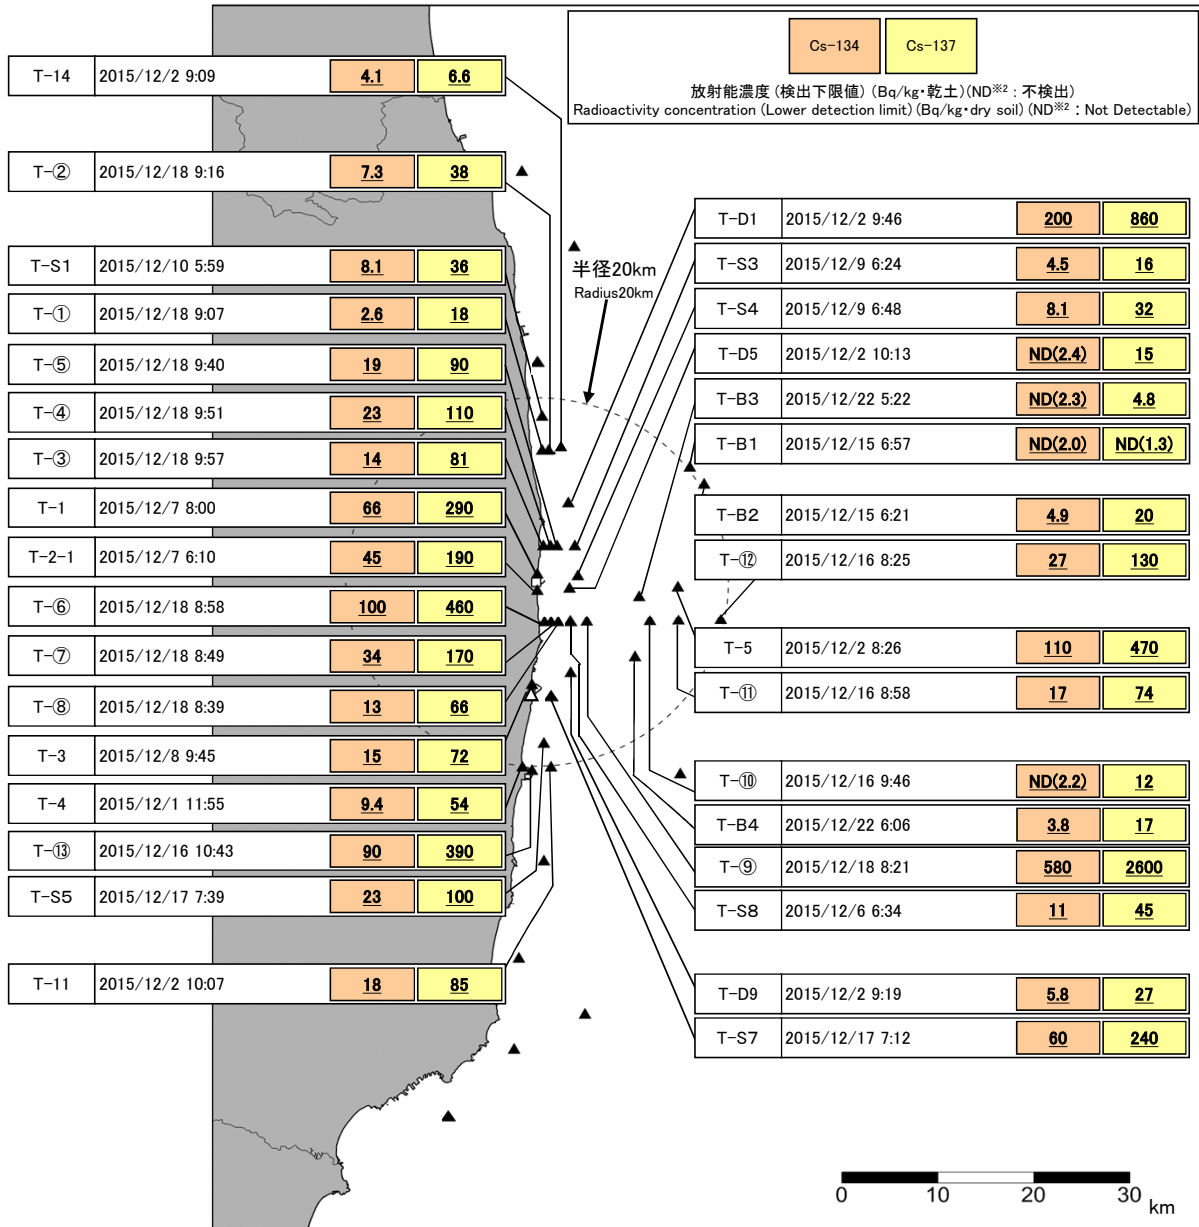 Cs-134 Cs-137
放射能濃度 (検出下限値) (Bq/kg・乾土)(ND※2 : 不検出)
Radioactivity concentration (Lower detection limit) (Bq/kg・dry soil) (ND※2 : Not Detectable)
T-14 2015/12/2 9:09 4.1 6.6
T-② 2015/12/18 9:16 7.3 38
T-S1 2015/12/10 5:59 8.1 36
T-① 2015/12/18 9:07 2.6 18
T-⑤ 2015/12/18 9:40 19 90
T-④ 2015/12/18 9:51 23 110
T-③ 2015/12/18 9:57 14 81
T-1 2015/12/7 8:00 66 290
T-2-1 2015/12/7 6:10 45 190
T-⑥ 2015/12/18 8:58 100 460
T-⑦ 2015/12/18 8:49 34 170
T-⑧ 2015/12/18 8:39 13 66
T-3 2015/12/8 9:45 15 72
T-4 2015/12/1 11:55 9.4 54
T-⑬ 2015/12/16 10:43 90 390
T-S5 2015/12/17 7:39 23 100
T-11 2015/12/2 10:07 18 85
半径20km
Radius20km
T-D1 2015/12/2 9:46 200 860
T-S3 2015/12/9 6:24 4.5 16
T-S4 2015/12/9 6:48 8.1 32
T-D5 2015/12/2 10:13 ND(2.4) 15
T-B3 2015/12/22 5:22 ND(2.3) 4.8
T-B1 2015/12/15 6:57 ND(2.0) ND(1.3)
T-B2 2015/12/15 6:21 4.9 20
T-⑫ 2015/12/16 8:25 27 130
T-5 2015/12/2 8:26 110 470
T-⑪ 2015/12/16 8:58 17 74
T-⑩ 2015/12/16 9:46 ND(2.2) 12
T-B4 2015/12/22 6:06 3.8 17
T-⑨ 2015/12/18 8:21 580 2600
T-S8 2015/12/6 6:34 11 45
T-D9 2015/12/2 9:19 5.8 27
T-S7 2015/12/17 7:12 60 240
0 10 20 30 km